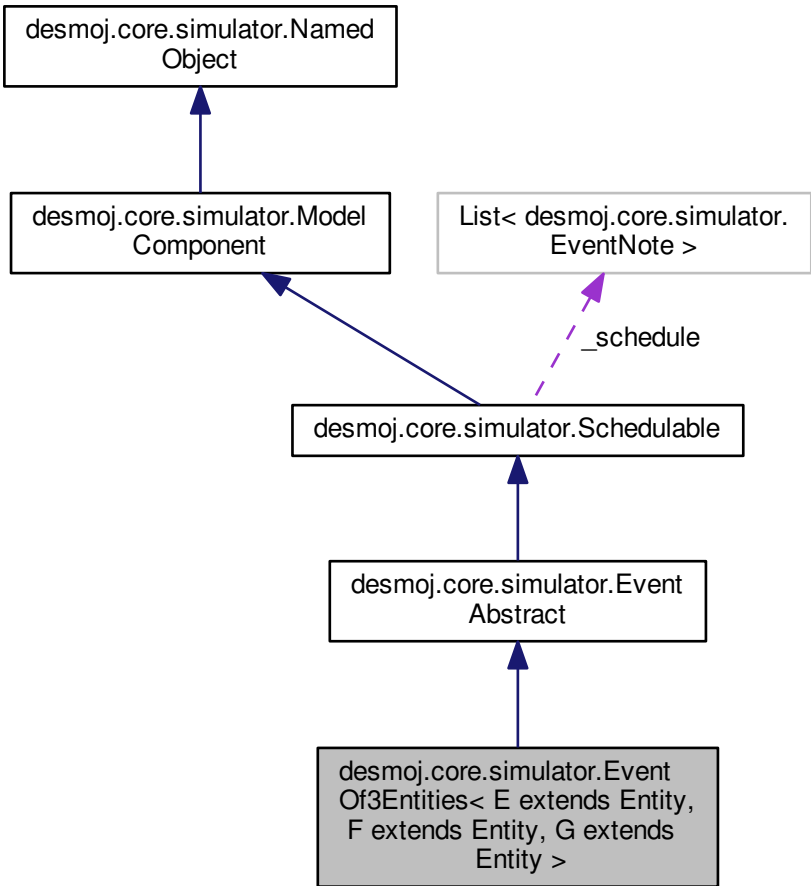 desmoj.core.simulator.Named
Object
desmoj.core.simulator.Model
Component
List< desmoj.core.simulator.
EventNote >
_schedule
desmoj.core.simulator.Schedulable
desmoj.core.simulator.Event
Abstract
desmoj.core.simulator.Event
Of3Entities< E extends Entity,
F extends Entity, G extends
Entity >